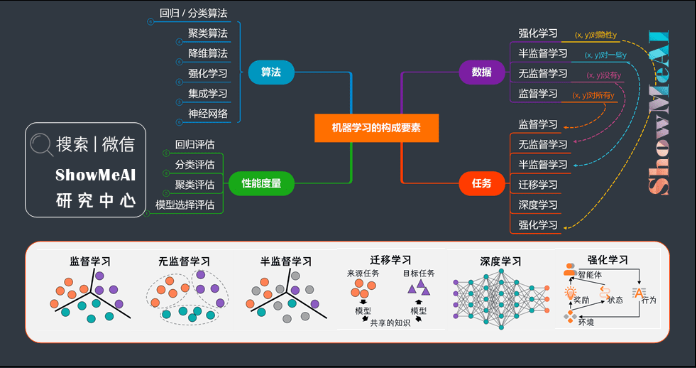 回归 / 分类算法
聚类算法
降维算法
强化学习
集成学习
神经网络
算法
回归评估
分类评估
聚类评估
模型选择评估
性能度量
机器学习的构成要素
数据
强化学习
(x, y)对隐性y
半监督学习
(x, y)对一些y
无监督学习
(x, y)没有y
监督学习
(x, y)对所有y
任务
监督学习
无监督学习
半监督学习
迁移学习
深度学习
强化学习
搜索 | 微信
ShowMeAI
研究中心
ShowMeAI
监督学习
无监督学习
半监督学习
迁移学习
来源任务 目标任务
模型 模型
共享的知识
深度学习
强化学习
智能体
奖励 状态 行为
环境